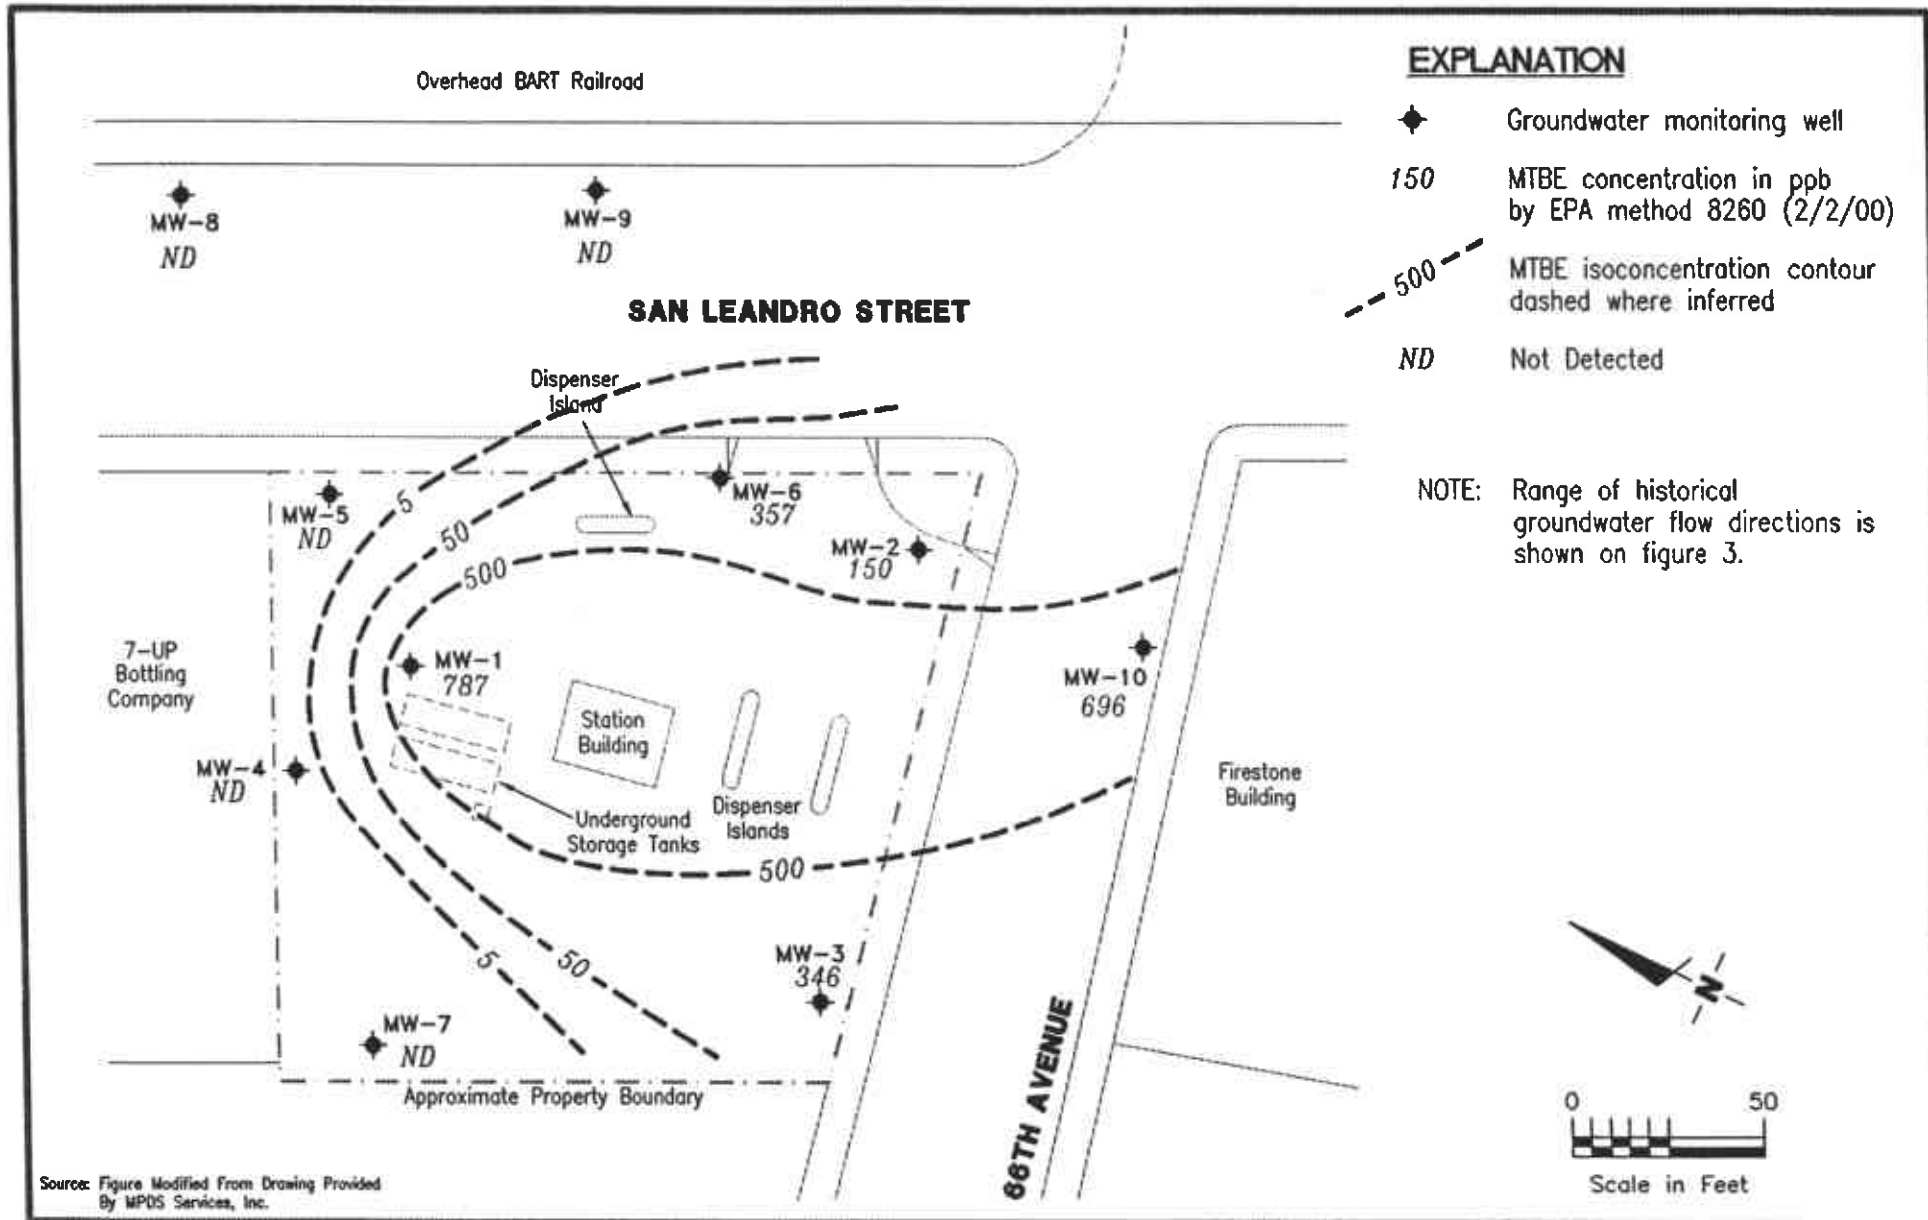 Overhead BART Railroad
MW-8
ND
MW-9
ND
SAN LEANDRO STREET
Dispenser
Island
MW-5
ND
5
50
500
MW-6
357
MW-2
150
7-UP
Bottling
Company
MW-1
787
Station
Building
MW-10
696
MW-4
ND
Underground
Storage Tanks
Dispenser
Islands
500
Firestone
Building
5
50
MW-3
346
MW-7
ND
Approximate Property Boundary
66TH AVENUE
Source: Figure Modified From Drawing Provided
By MPDS Services, Inc.
EXPLANATION
Groundwater monitoring well
150
MTBE concentration in ppb
by EPA method 8260 (2/2/00)
500
MTBE isoconcentration contour
dashed where inferred
ND
Not Detected
NOTE: Range of historical
groundwater flow directions is
shown on figure 3.
N
0 50
Scale in Feet